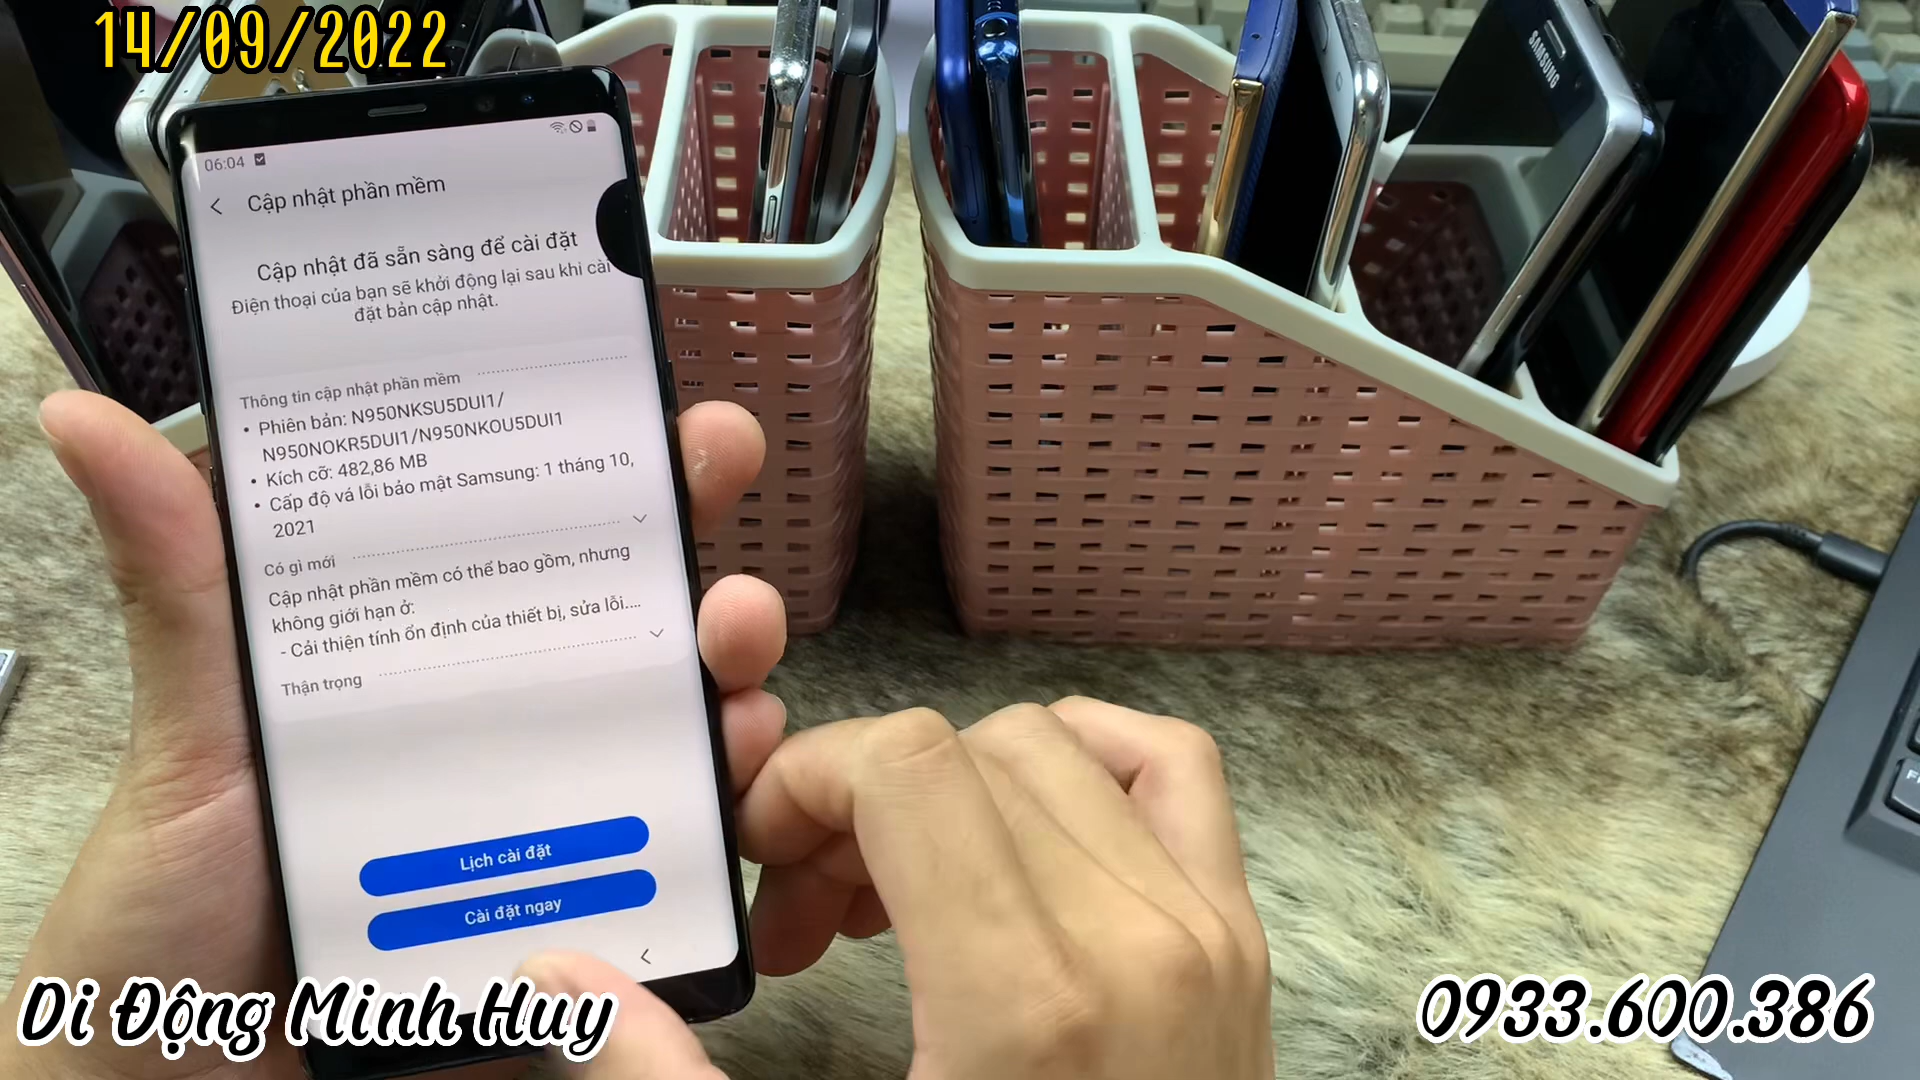 14/09/2022
SAMSUNG
06:04
Cập nhật phần mềm
Cập nhật đã sẵn sàng để cài đặt
Điện thoại của bạn sẽ khởi động lại sau khi cài
đặt bản cập nhật.
Thông tin cập nhật phần mềm
• Phiên bản: N950NKSU5DUI1/
N950NOKR5DUI1/N950NKOU5DUI1
• Kích cỡ: 482,86 MB
• Cấp độ vá lỗi bảo mật Samsung: 1 tháng 10,
2021
Có gì mới
Cập nhật phần mềm có thể bao gồm, nhưng
không giới hạn ở:
- Cải thiện tính ổn định của thiết bị, sửa lỗi....
Thận trọng
Lịch cài đặt
Cài đặt ngay
Di Động Minh Huy
0933.600.386